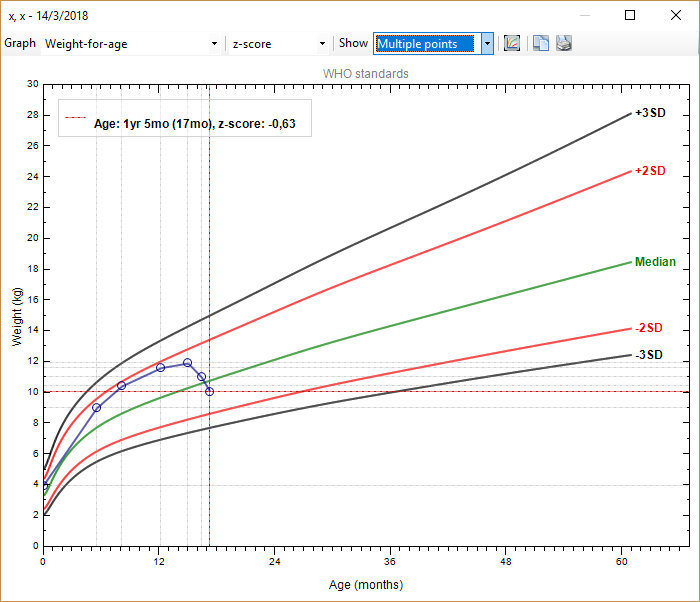 x, x - 14/3/2018
Graph Weight-for-age z-score Show Multiple points
WHO standards
Age: 1yr 5mo (17mo), z-score: -0,63
Weight (kg)
30
28
26
24
22
20
18
16
14
12
10
8
6
4
2
0
+3SD
+2SD
Median
-2SD
-3SD
0 12 24 36 48 60
Age (months)